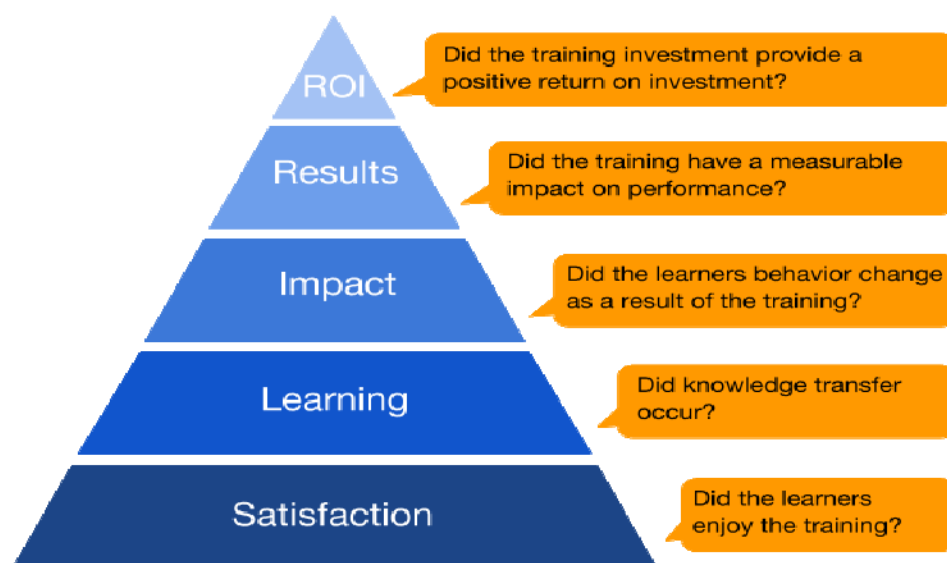 ROI
Did the training investment provide a
positive return on investment?
Results
Did the training have a measurable
impact on performance?
Impact
Did the learners behavior change
as a result of the training?
Learning
Did knowledge transfer
occur?
Satisfaction
Did the learners
enjoy the training?